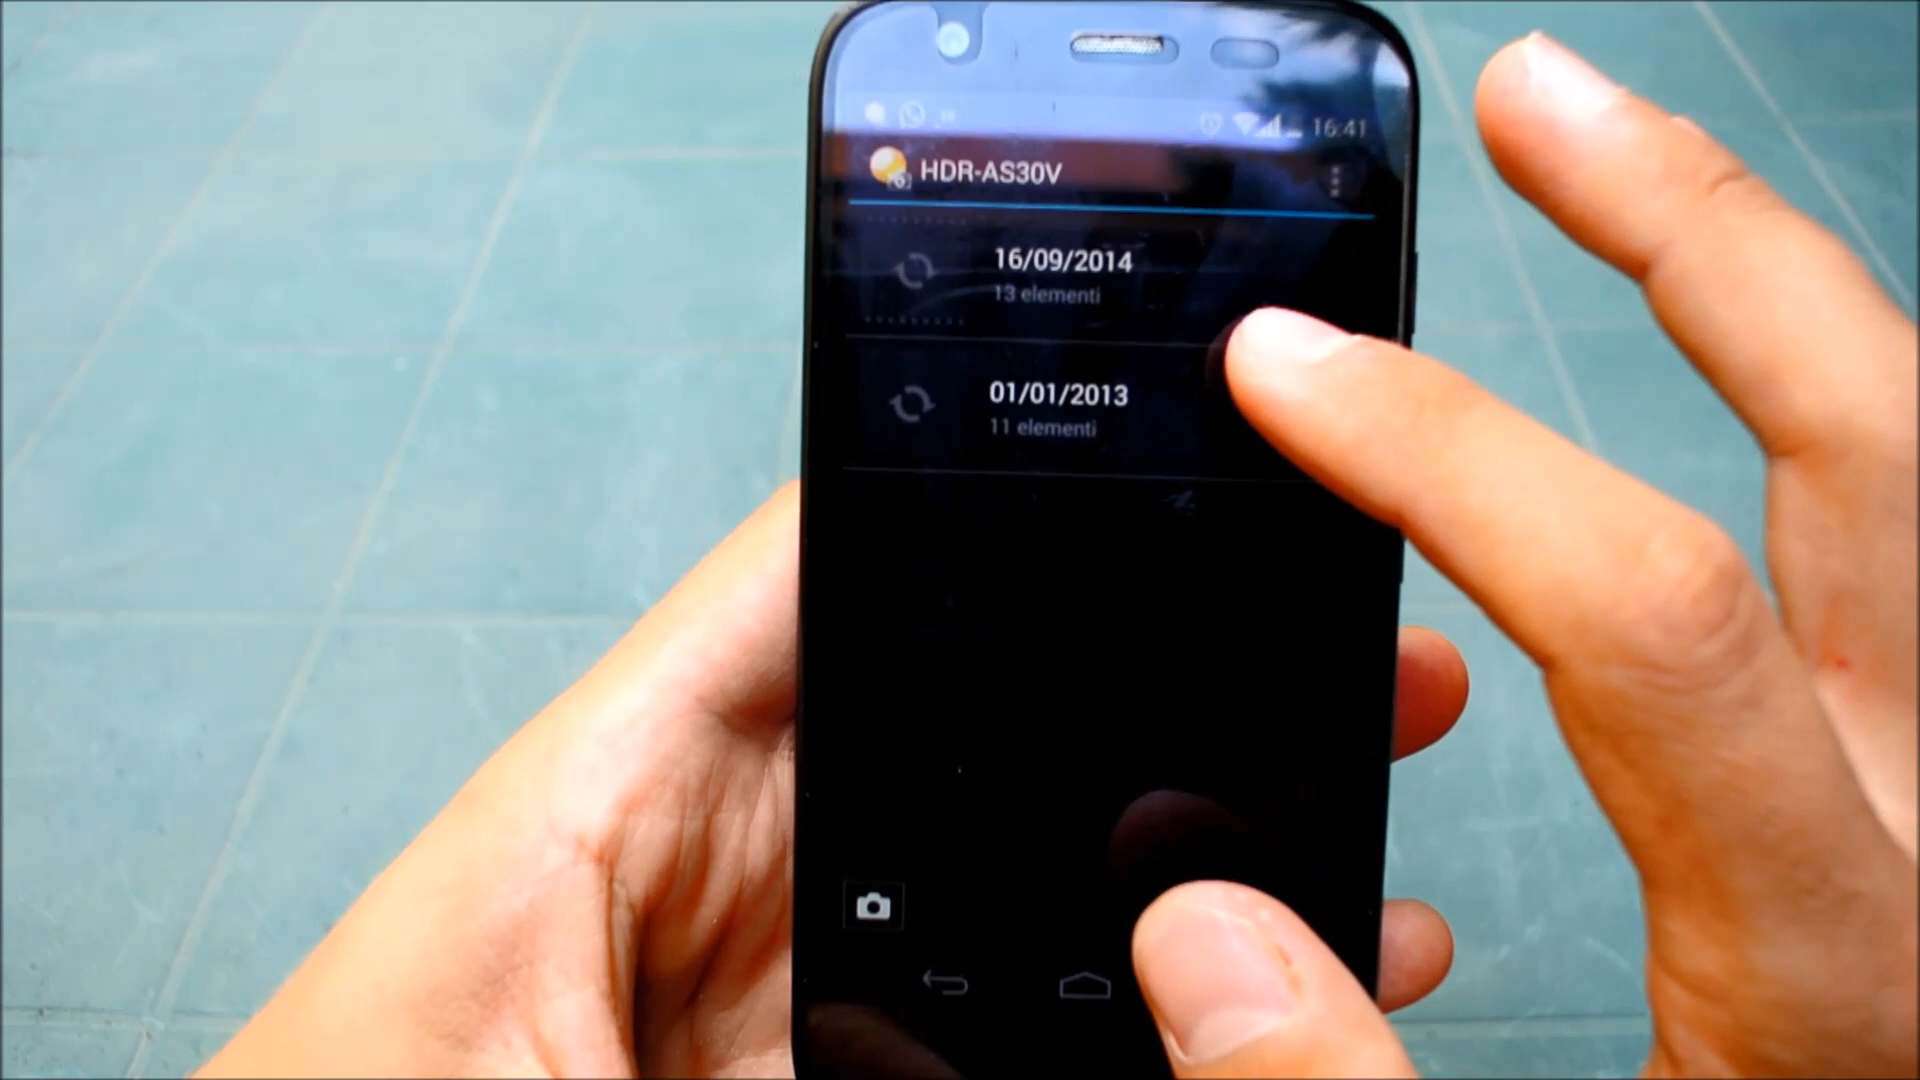 16:41
HDR-AS30V
16/09/2014
13 elementi
01/01/2013
11 elementi